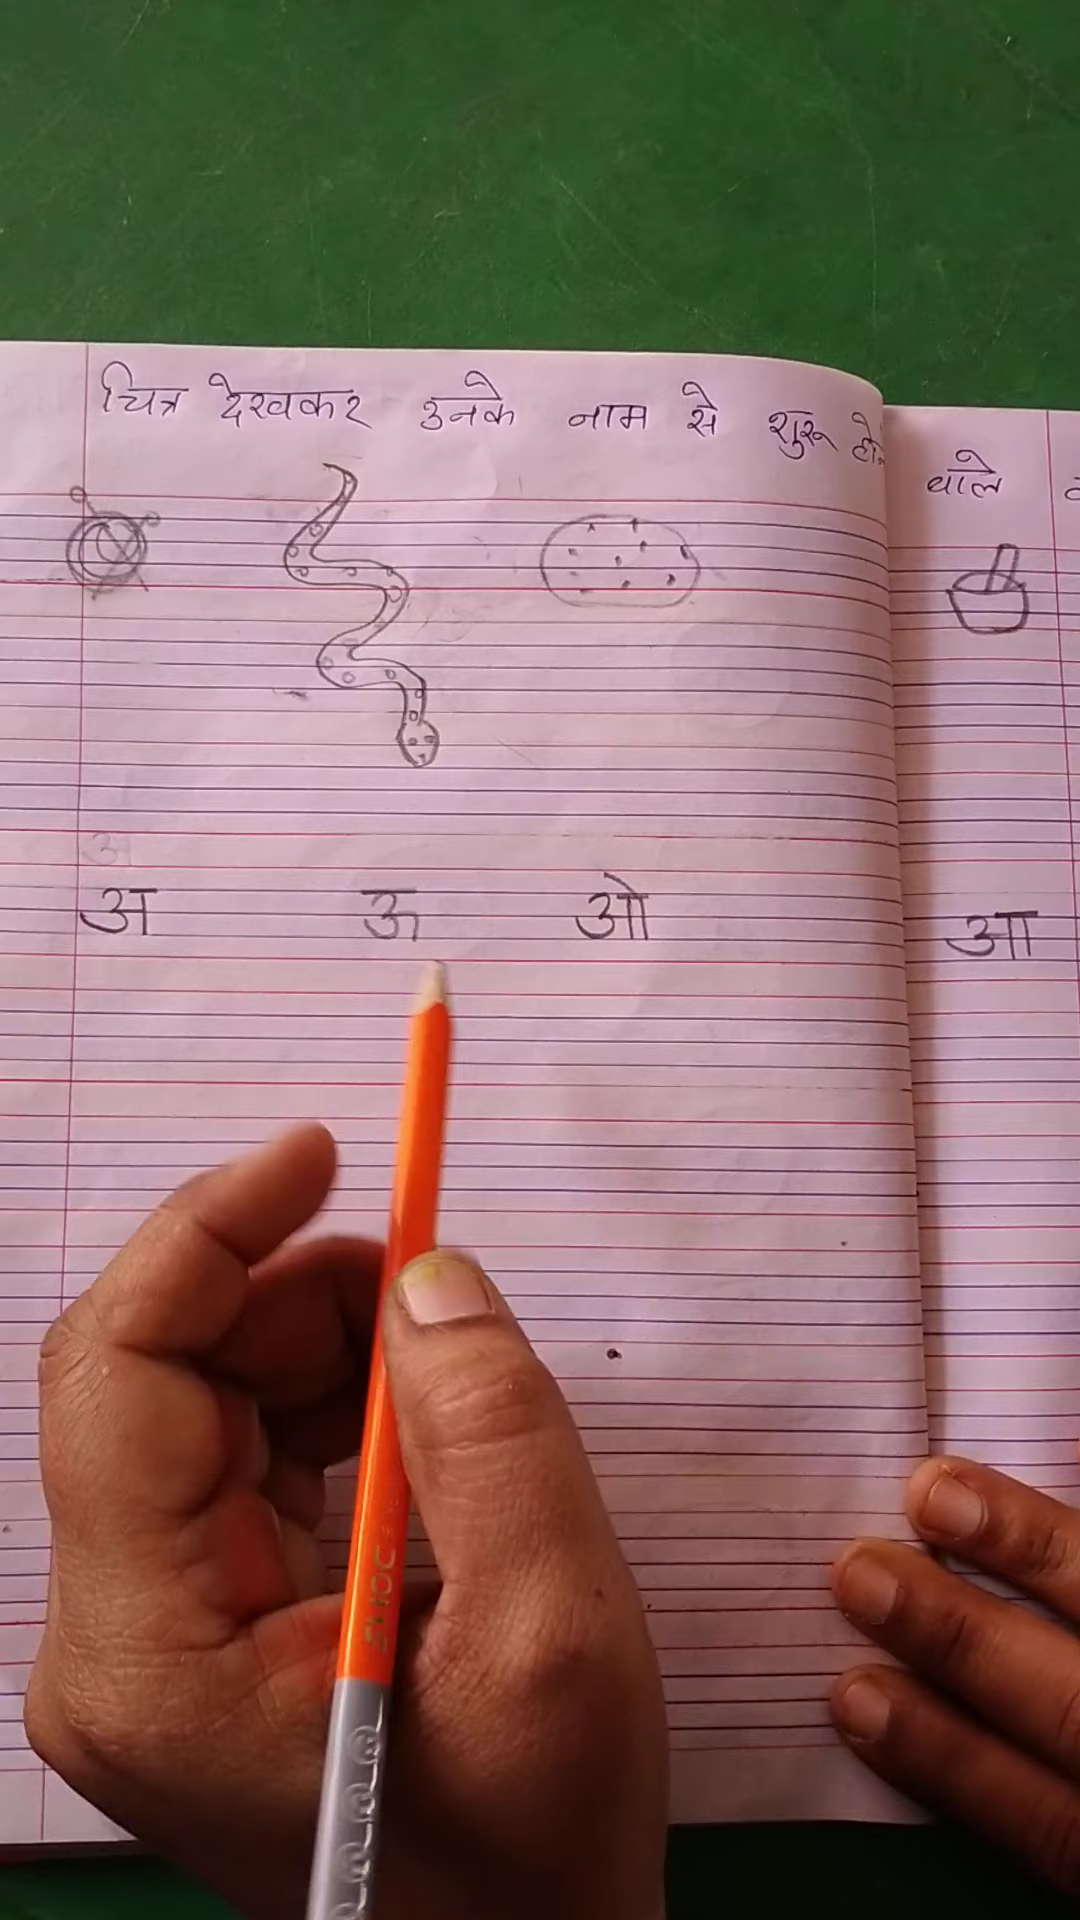 चित्र देखकर उनके नाम से शुरू वाले
अ
अ ऊ ओ आ